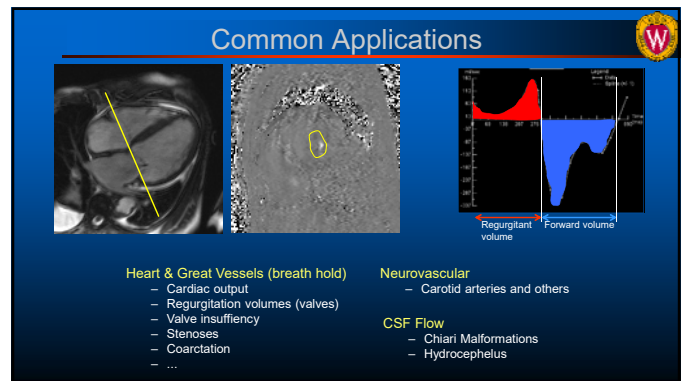 Common Applications
W
Legend
Regurgitant
volume
Forward volume
Heart & Great Vessels (breath hold)
– Cardiac output
– Regurgitation volumes (valves)
– Valve insuffiency
– Stenoses
– Coarctation
– ...
Neurovascular
– Carotid arteries and others
CSF Flow
– Chiari Malformations
– Hydrocephelus